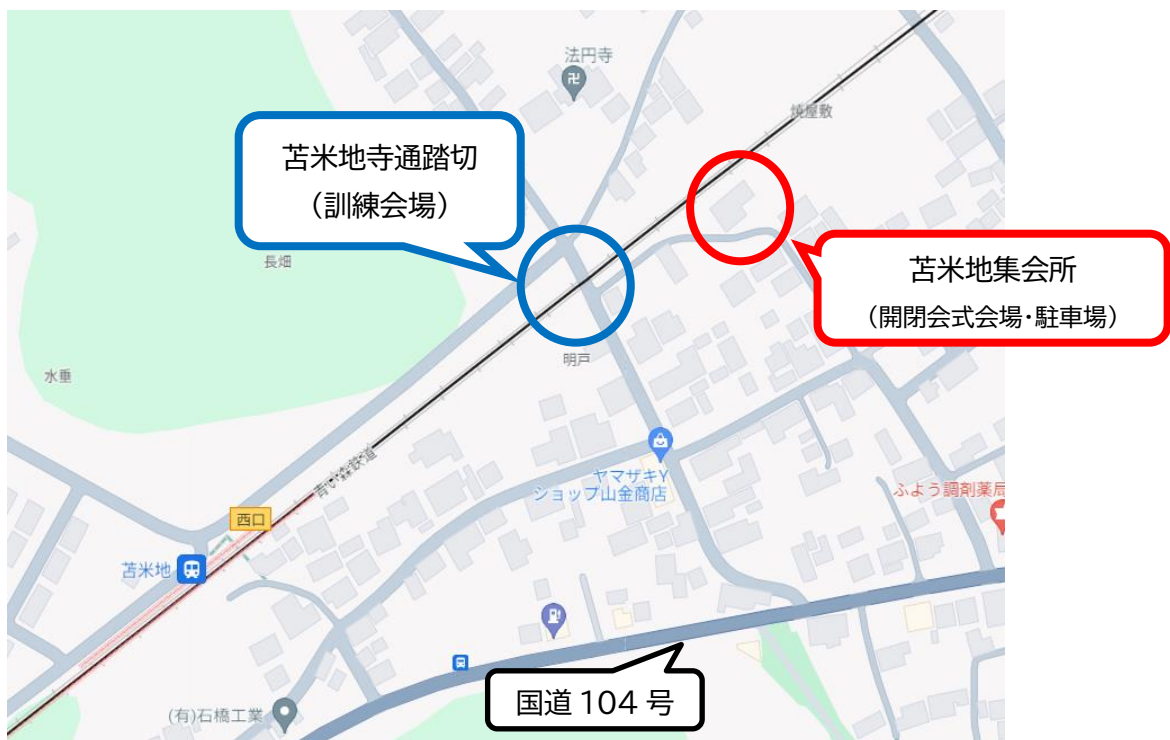 法円寺
焼屋敷
苫米地寺通踏切
(訓練会場)
長畑
苫米地集会所
(開閉会式会場・駐車場)
明戸
水垂
青い森鉄道
ヤマザキY
ショップ山金商店
ふよう調剤薬局
西口
苫米地
国道 104 号
(有)石橋工業